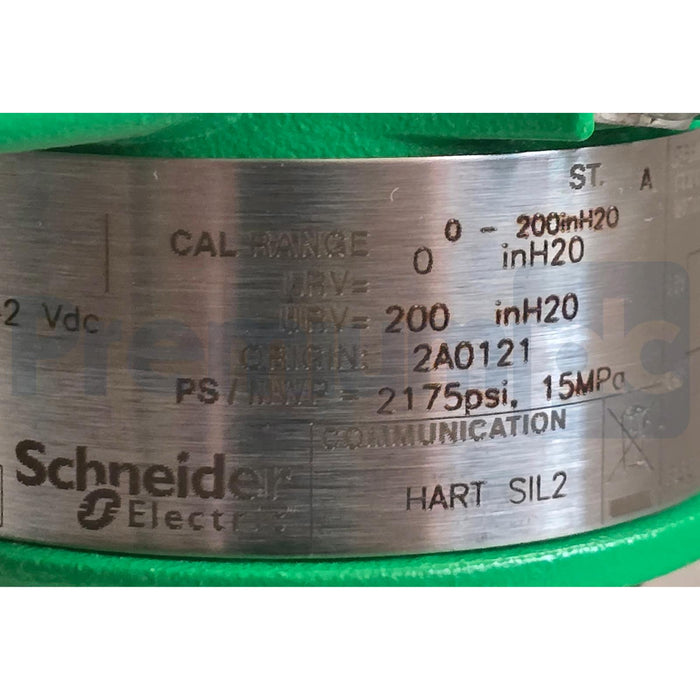 ST. A
CAL RANGE 0 - 200inH20
LRV= 0 inH20
URV= 200 inH20
-2 Vdc
ORIGIN: 2A0121
PS / MWP = 2175psi, 15MPa
COMMUNICATION
HART SIL2
Schneider
Electric